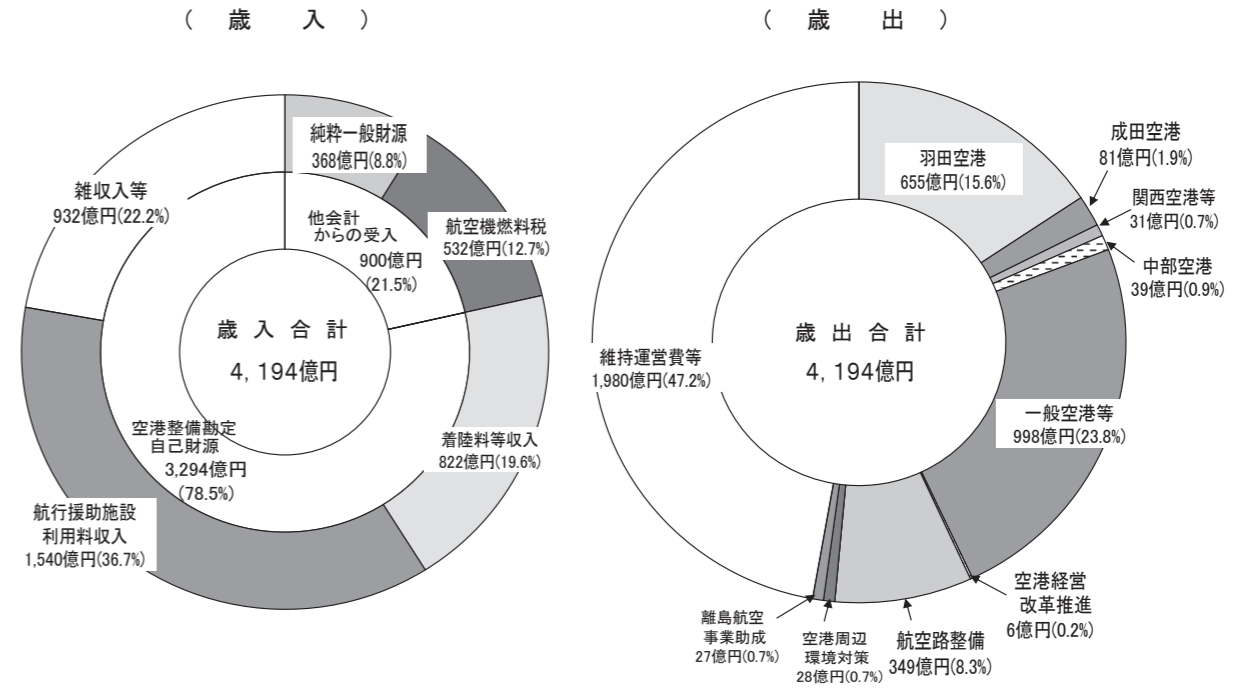 （　歳　　入　）
純粋一般財源
368億円(8.8%)
航空機燃料税
532億円(12.7%)
他会計
からの受入
900億円
(21.5%)
雑収入等
932億円(22.2%)
歳 入 合 計
4, 194億円
着陸料等収入
822億円(19.6%)
空港整備勘定
自己財源
3,294億円
(78.5%)
航行援助施設
利用料収入
1,540億円(36.7%)
（　歳　　出　）
羽田空港
655億円(15.6%)
成田空港
81億円(1.9%)
関西空港等
31億円(0.7%)
中部空港
39億円(0.9%)
歳 出 合 計
4, 194億円
維持運営費等
1,980億円(47.2%)
一般空港等
998億円(23.8%)
空港経営
改革推進
6億円(0.2%)
航空路整備
349億円(8.3%)
空港周辺
環境対策
28億円(0.7%)
離島航空
事業助成
27億円(0.7%)